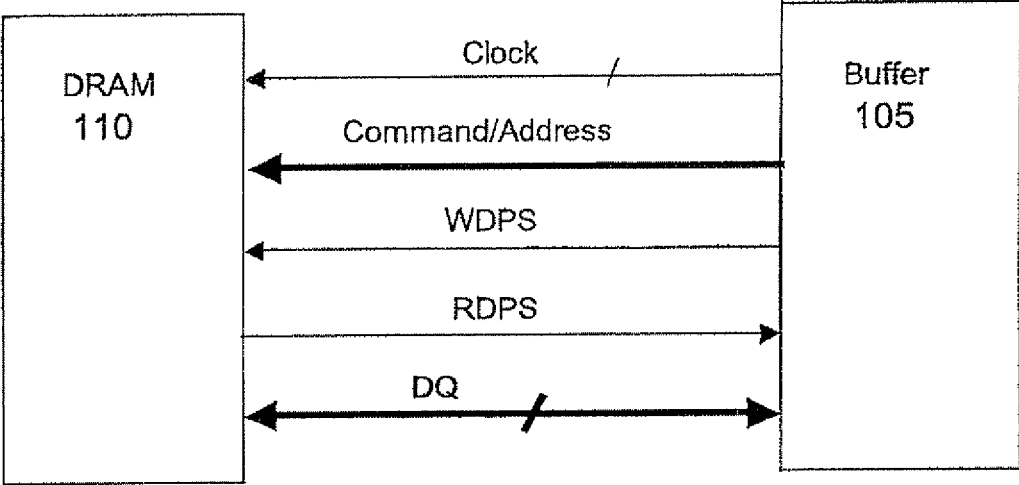 DRAM
110
Clock
Command/Address
WDPS
RDPS
DQ
Buffer
105